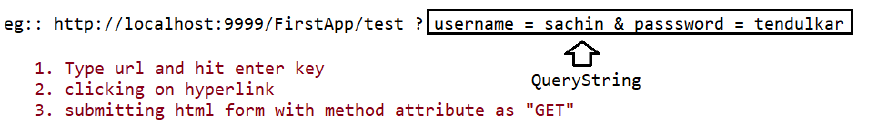 eg:: http://localhost:9999/FirstApp/test ? username = sachin & passsword = tendulkar
QueryString
1. Type url and hit enter key
2. clicking on hyperlink
3. submitting html form with method attribute as "GET"